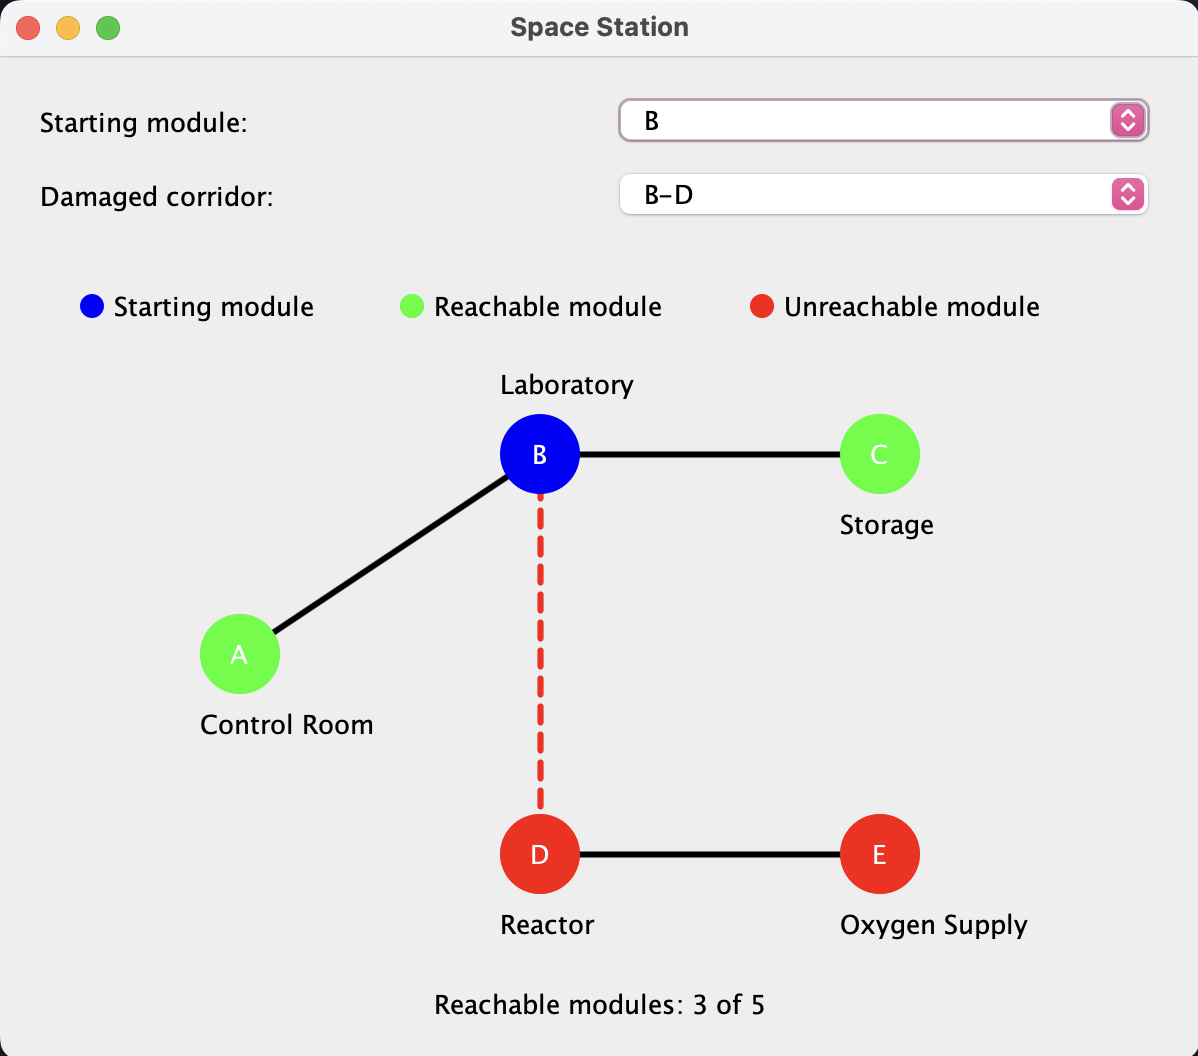 Space Station
Starting module:
B
Damaged corridor:
B–D
Starting module
Reachable module
Unreachable module
Laboratory
B
C
Storage
A
Control Room
D
E
Reactor
Oxygen Supply
Reachable modules: 3 of 5